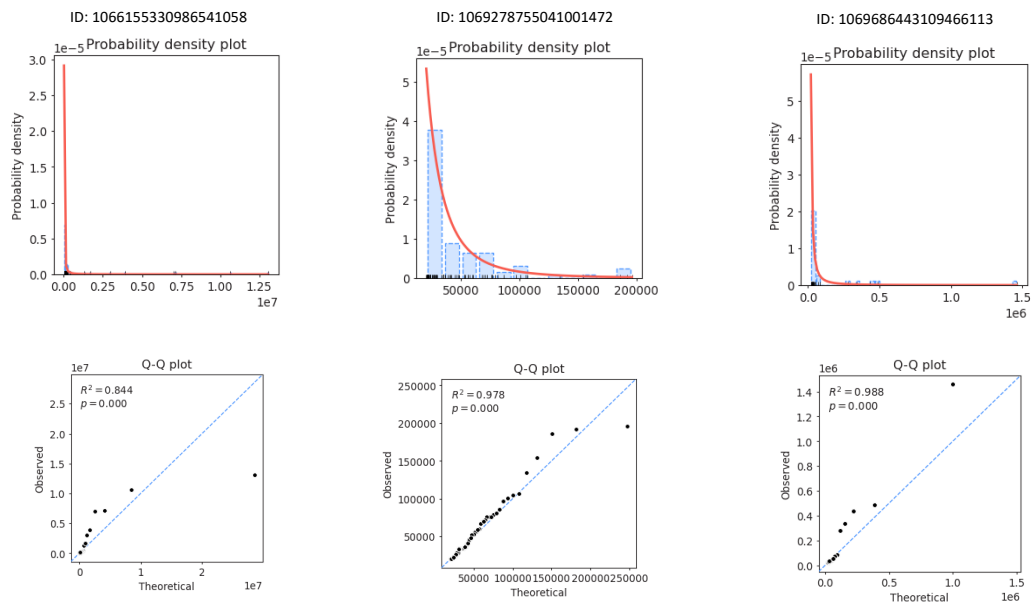 ID: 1066155330986541058
1e−5 Probability density plot
3.0
2.5
2.0
1.5
1.0
0.5
0.0
Probability density
0.00 0.25 0.50 0.75 1.00 1.25
1e7
ID: 1069278755041001472
1e−5 Probability density plot
5
4
3
2
1
0
Probability density
50000 100000 150000 200000
ID: 1069686443109466113
1e−5 Probability density plot
5
4
3
2
1
0
Probability density
0.0 0.5 1.0 1.5
1e6
Q-Q plot
1e7
R² = 0.844
p = 0.000
2.5
2.0
1.5
1.0
0.5
0.0
Observed
0 1 2
Theoretical 1e7
Q-Q plot
R² = 0.978
p = 0.000
250000
200000
150000
100000
50000
Observed
50000 100000 150000 200000 250000
Theoretical
Q-Q plot
1e6
R² = 0.988
p = 0.000
1.4
1.2
1.0
0.8
0.6
0.4
0.2
0.0
Observed
0.0 0.5 1.0 1.5
Theoretical 1e6